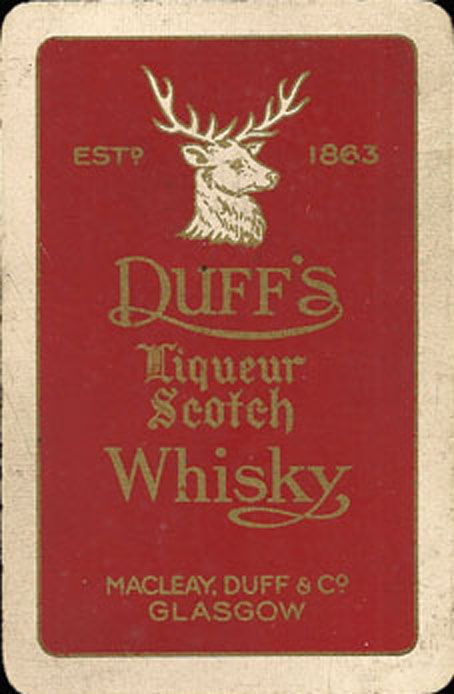 ESTD 1863
DUFF'S
Liqueur
Scotch
Whisky
MACLEAY, DUFF & CO
GLASGOW